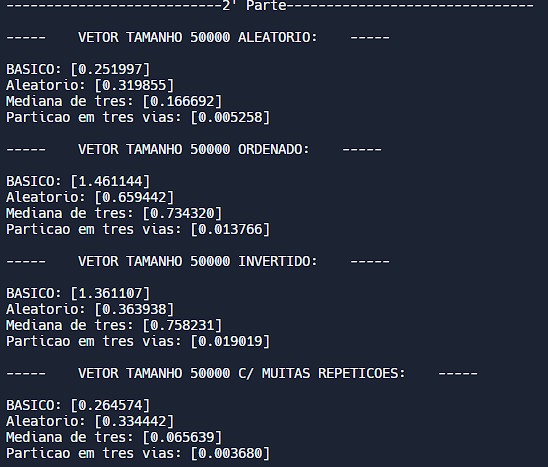 ---------------------------2' Parte-------------------------------
-----    VETOR TAMANHO 50000 ALEATORIO:    -----
BASICO: [0.251997]
Aleatorio: [0.319855]
Mediana de tres: [0.166692]
Particao em tres vias: [0.005258]
-----    VETOR TAMANHO 50000 ORDENADO:    -----
BASICO: [1.461144]
Aleatorio: [0.659442]
Mediana de tres: [0.734320]
Particao em tres vias: [0.013766]
-----    VETOR TAMANHO 50000 INVERTIDO:    -----
BASICO: [1.361107]
Aleatorio: [0.363938]
Mediana de tres: [0.758231]
Particao em tres vias: [0.019019]
-----    VETOR TAMANHO 50000 C/ MUITAS REPETICOES:    -----
BASICO: [0.264574]
Aleatorio: [0.334442]
Mediana de tres: [0.065639]
Particao em tres vias: [0.003680]